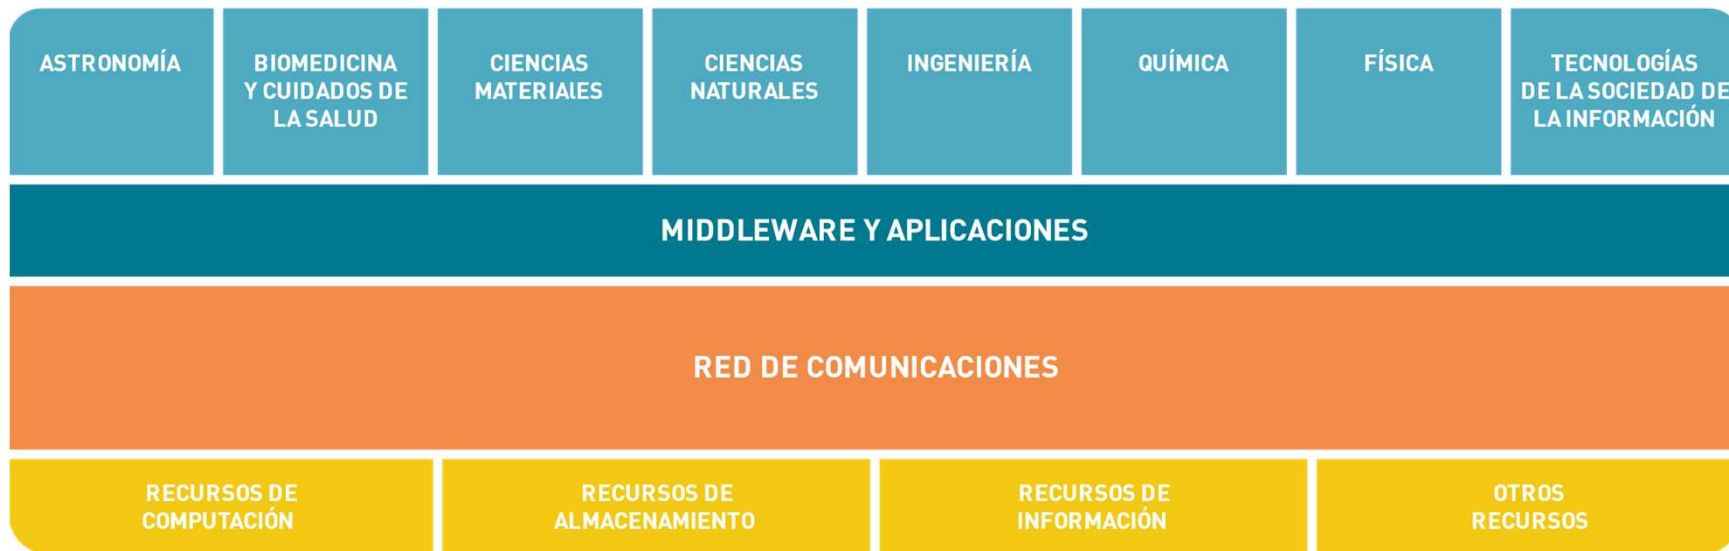 ASTRONOMÍA
BIOMEDICINA
Y CUIDADOS DE
LA SALUD
CIENCIAS
MATERIAlES
CIENCIAS
NATURALES
INGENIERÍA
QUÍMICA
FÍSICA
TECNOLOGÍAS
DE LA SOCIEDAD DE
LA INFORMACIÓN
MIDDLEWARE Y APLICACIONES
RED DE COMUNICACIONES
RECURSOS DE
COMPUTACIÓN
RECURSOS DE
ALMACENAMIENTO
RECURSOS DE
INFORMACIÓN
OTROS
RECURSOS